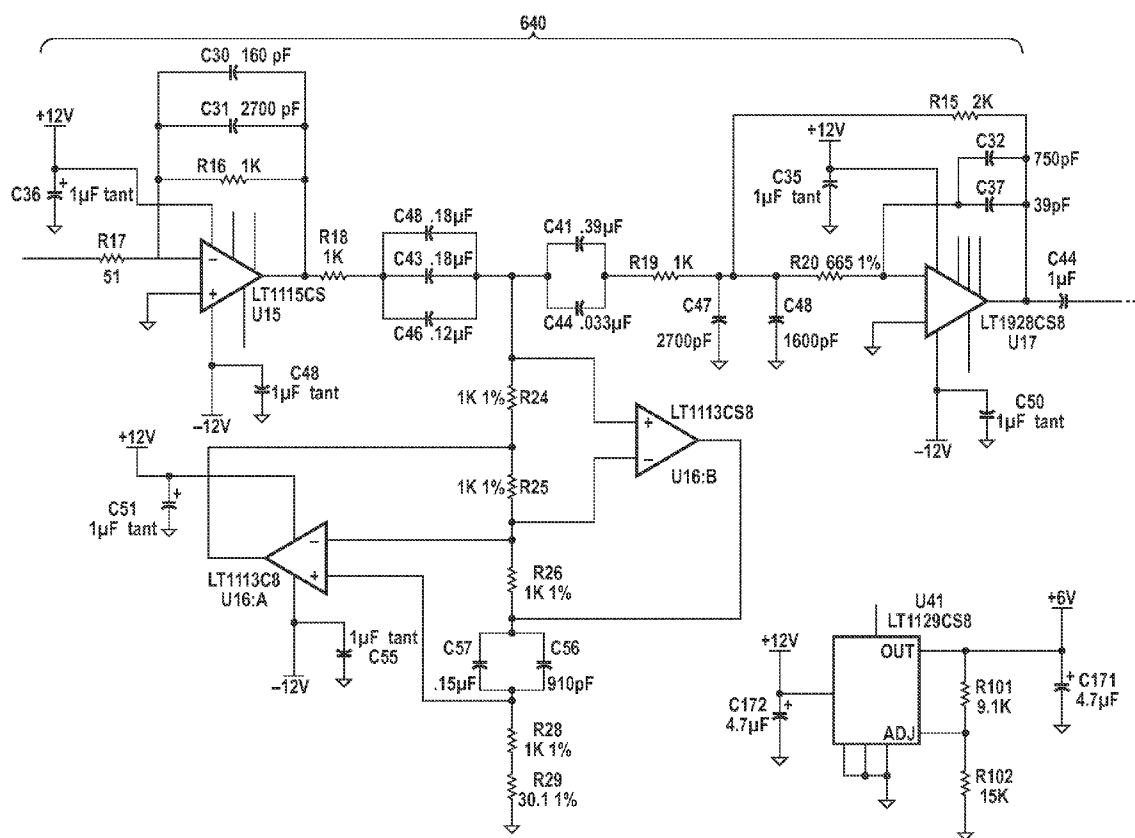 640
C30 160 pF
C31 2700 pF
R16 1K
+12V
C36
+
1µF tant
R17
51
−
+
LT1115CS
U15
R18
1K
C48 .18µF
C43 .18µF
C46 .12µF
C41 .39µF
C44 .033µF
R19 1K
R15 2K
+12V
C35
1µF tant
+
C32
750pF
C37
39pF
R20 665 1%
C47
2700pF
C48
1600pF
−
+
LT1928CS8
U17
C44
1µF
C48
1µF tant
−12V
C50
1µF tant
−12V
1K 1% R24
1K 1% R25
LT1113CS8
+
−
U16:B
+12V
C51
+
1µF tant
−
+
LT1113C8
U16:A
R26
1K 1%
1µF tant
C55
−12V
C57
.15µF
C56
910pF
R28
1K 1%
R29
30.1 1%
U41
LT1129CS8
+12V
+6V
OUT
ADJ
C172
4.7µF
+
R101
9.1K
C171
4.7µF
+
R102
15K